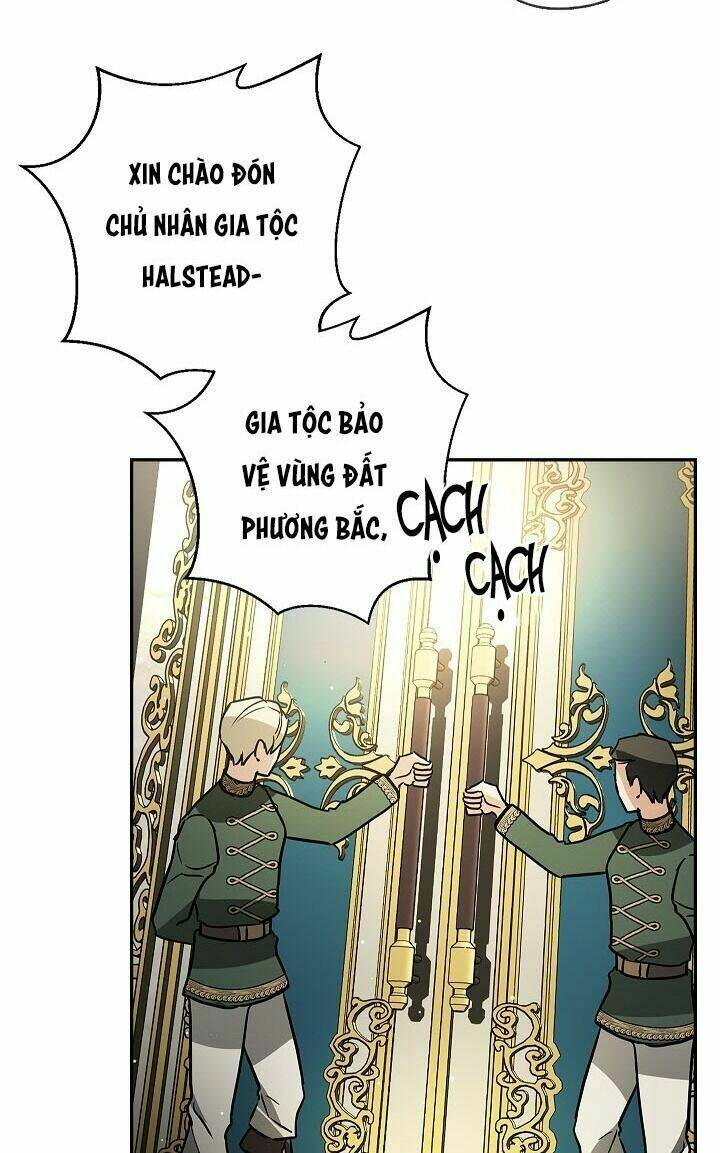 XIN CHÀO ĐÓN
CHỦ NHÂN GIA TỘC
HALSTEAD-
GIA TỘC BẢO
VỆ VÙNG ĐẤT
PHƯƠNG BẮC,
CẠCH
CẠCH